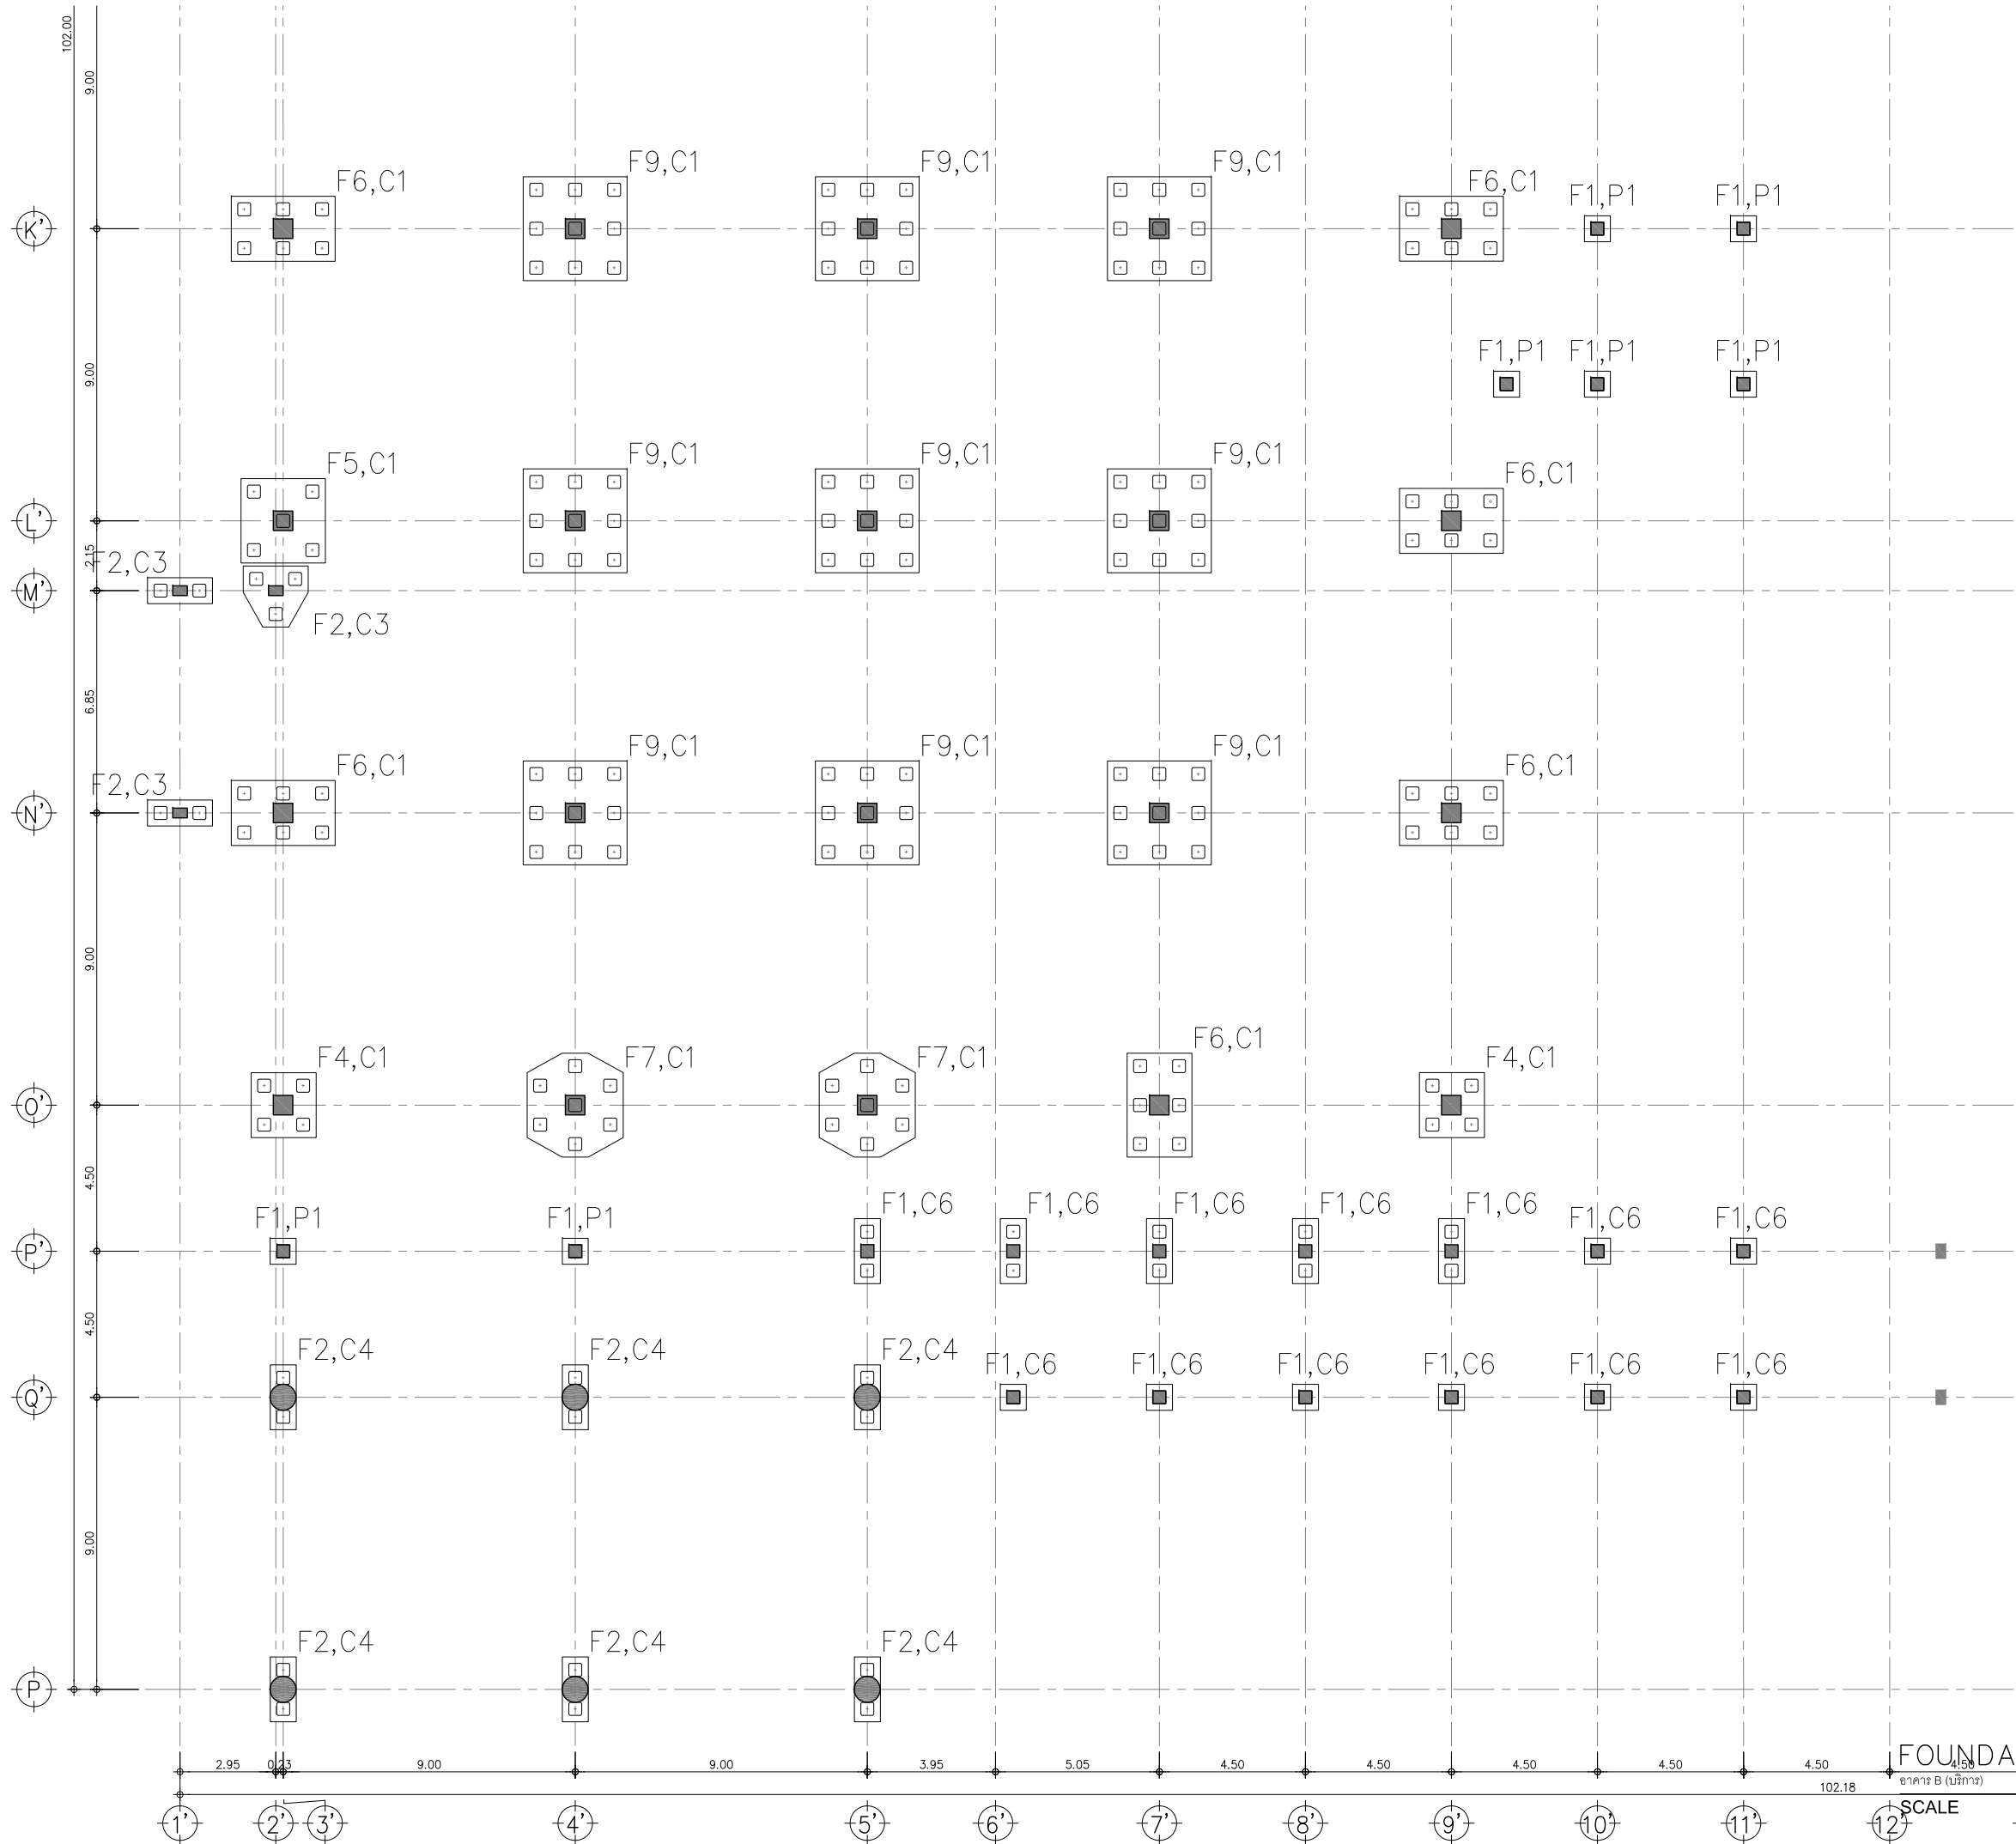 102.00
9.00
F6,C1
F9,C1
F9,C1
F9,C1
F6,C1
F1,P1
F1,P1
K'
9.00
F1,P1
F1,P1
F1,P1
F5,C1
F9,C1
F9,C1
F9,C1
F6,C1
L'
2.15
F2,C3
M'
F2,C3
6.85
F2,C3
F6,C1
F9,C1
F9,C1
F9,C1
F6,C1
N'
9.00
F4,C1
F7,C1
F7,C1
F6,C1
F4,C1
O'
4.50
F1,P1
F1,P1
F1,C6
F1,C6
F1,C6
F1,C6
F1,C6
F1,C6
F1,C6
P'
4.50
F2,C4
F2,C4
F2,C4
F1,C6
F1,C6
F1,C6
F1,C6
F1,C6
F1,C6
Q'
9.00
F2,C4
F2,C4
F2,C4
P
2.95 0.23 9.00 9.00 3.95 5.05 4.50 4.50 4.50 4.50 4.50 4.50
FOUNDA
อาคาร B (บริการ)
102.18
SCALE
1' 2' 3' 4' 5' 6' 7' 8' 9' 10' 11' 12'